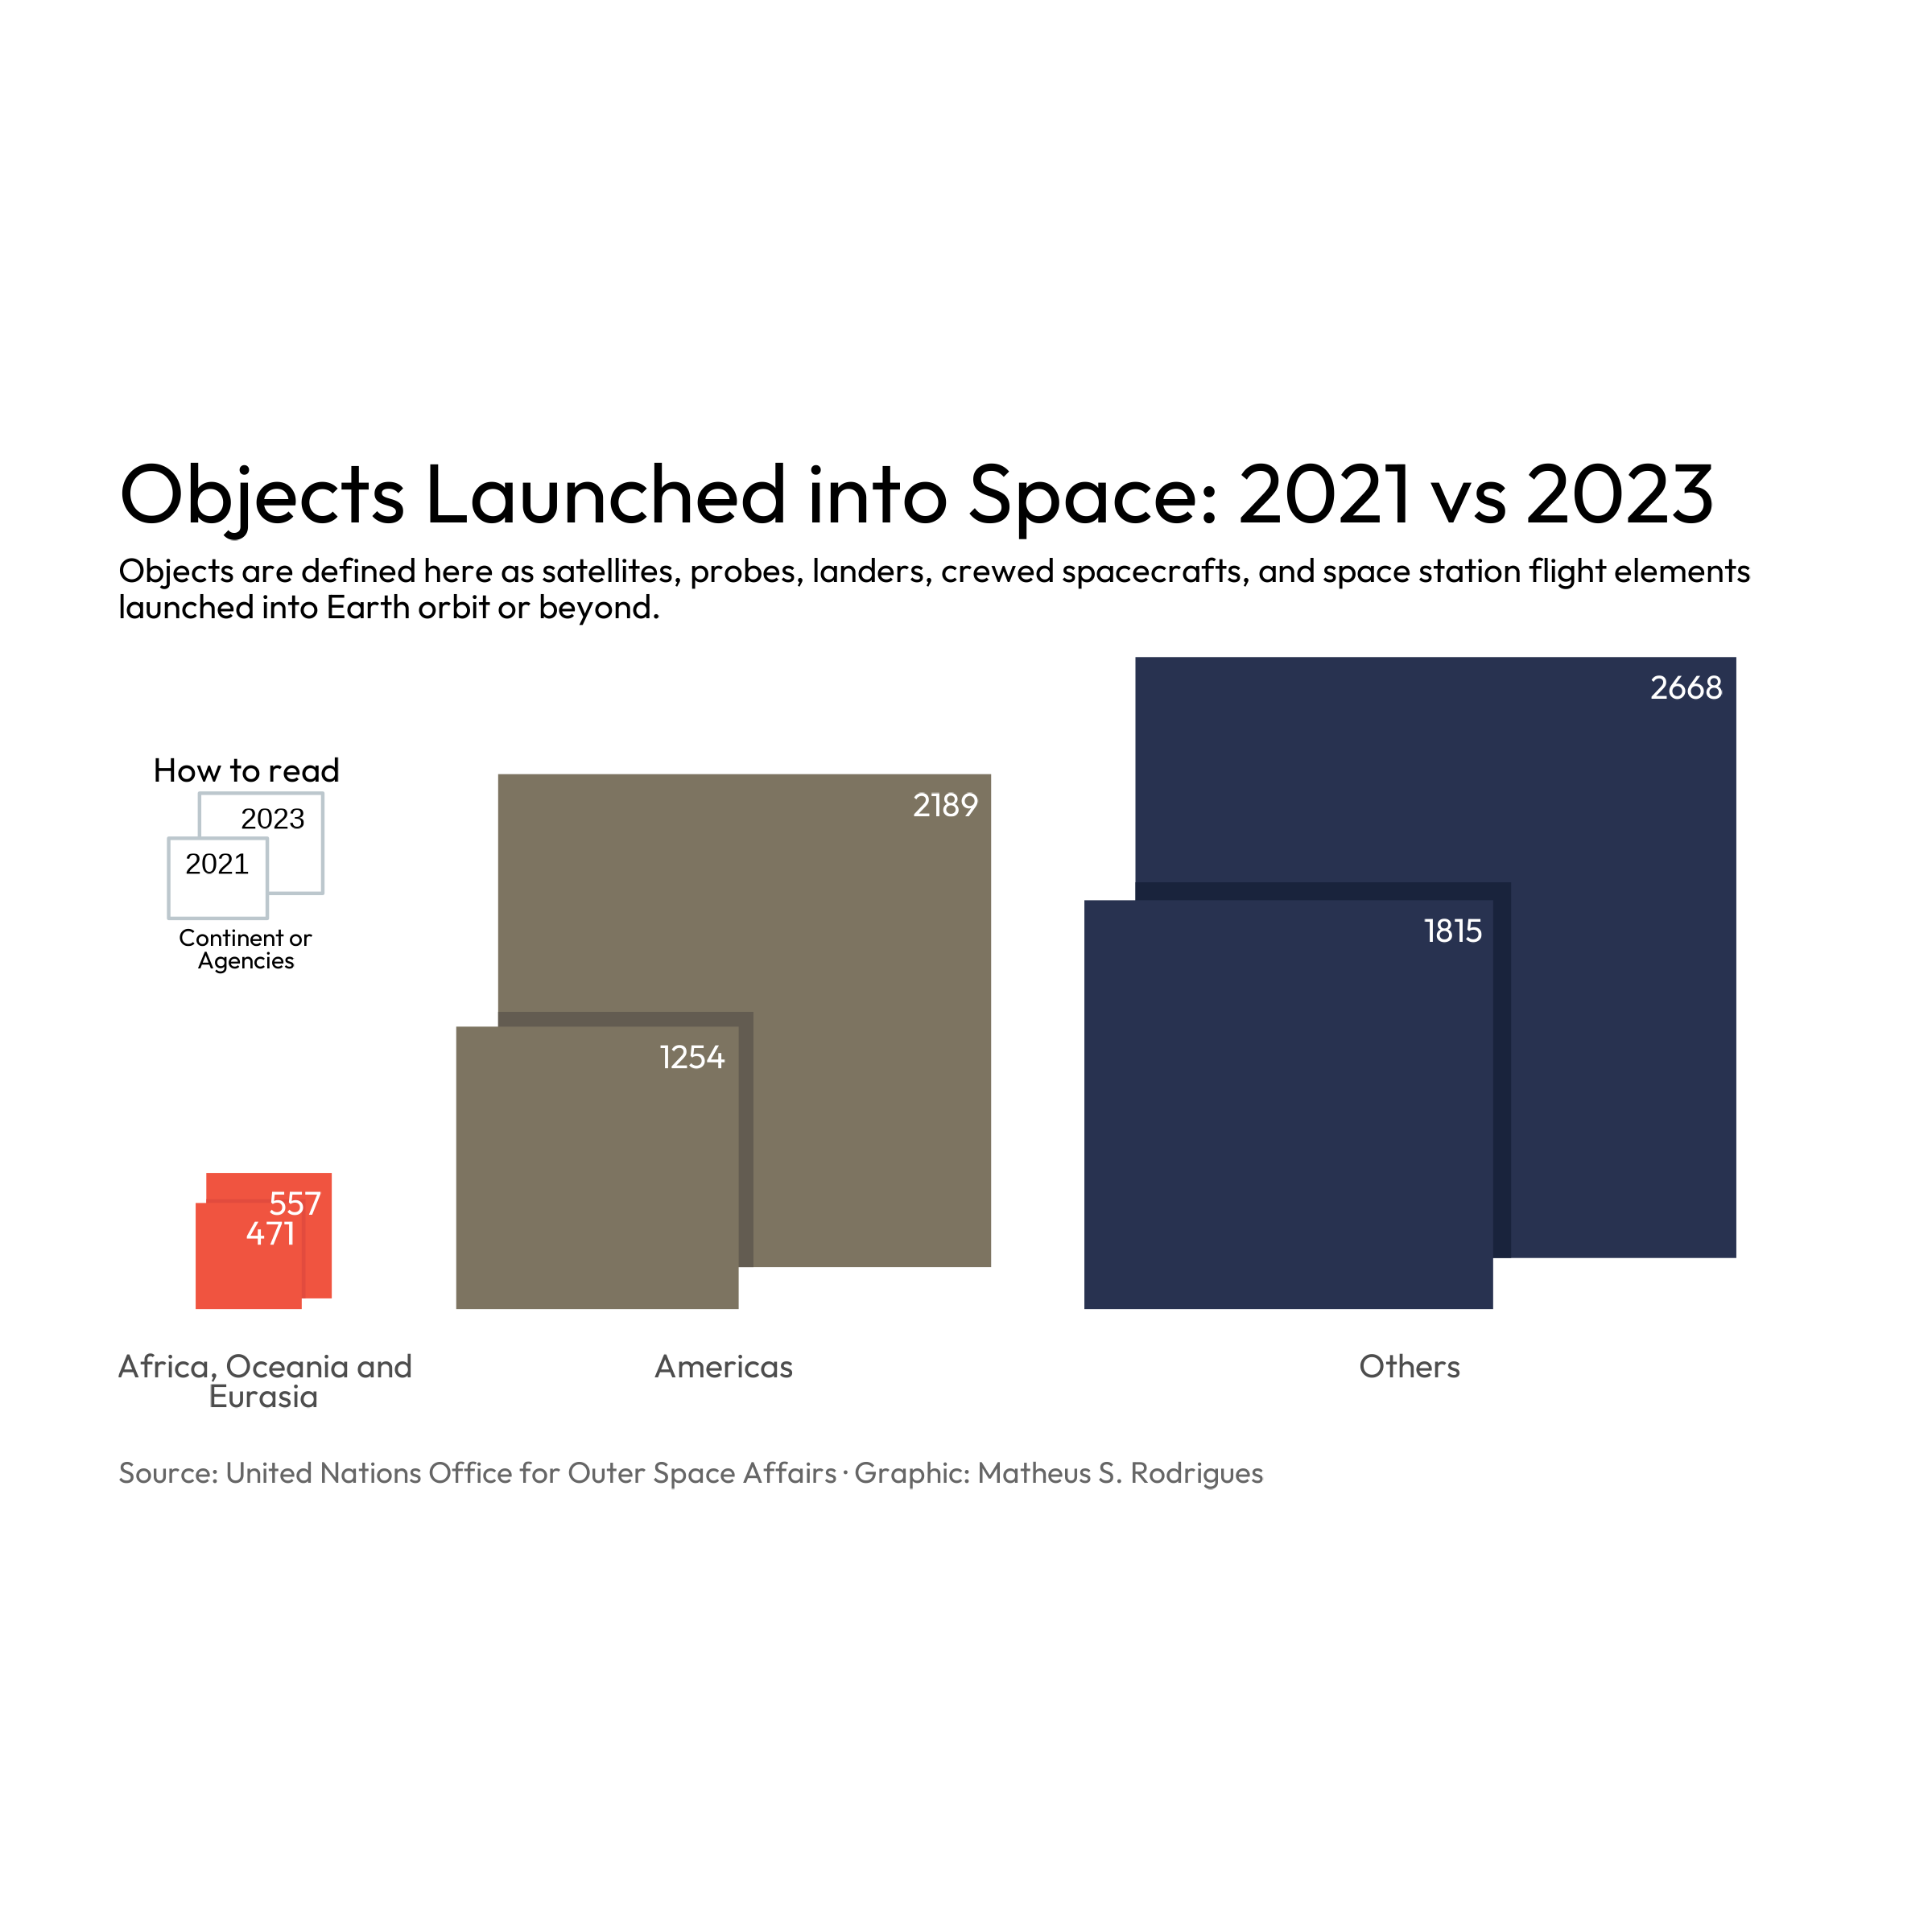 Objects Launched into Space: 2021 vs 2023
Objects are defined here as satellites, probes, landers, crewed spacecrafts, and space station flight elements
launched into Earth orbit or beyond.
How to read
2023
2021
Continent or
Agencies
557
471
Africa, Oceania and
Eurasia
2189
1254
Americas
2668
1815
Others
Source: United Nations Office for Outer Space Affairs · Graphic: Matheus S. Rodrigues